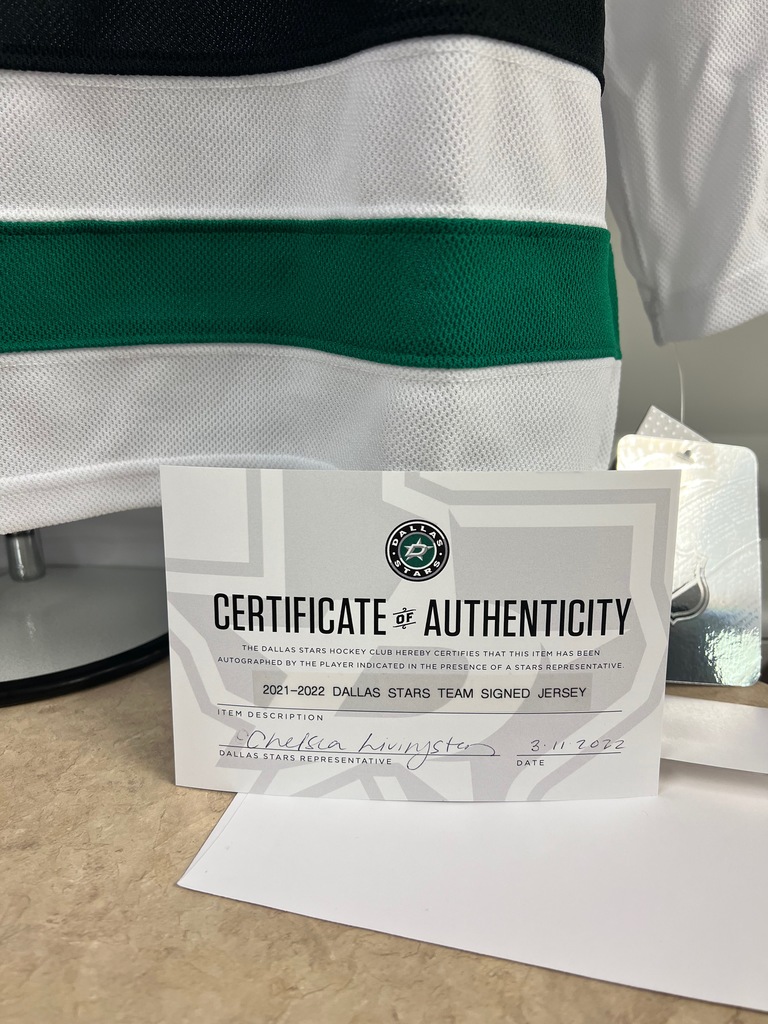 DALLAS
STARS
CERTIFICATE OF AUTHENTICITY
THE DALLAS STARS HOCKEY CLUB HEREBY CERTIFIES THAT THIS ITEM HAS BEEN
AUTOGRAPHED BY THE PLAYER INDICATED IN THE PRESENCE OF A STARS REPRESENTATIVE.
2021-2022 DALLAS STARS TEAM SIGNED JERSEY
ITEM DESCRIPTION
Chelsea Livingston 3.11 2022
DALLAS STARS REPRESENTATIVE DATE